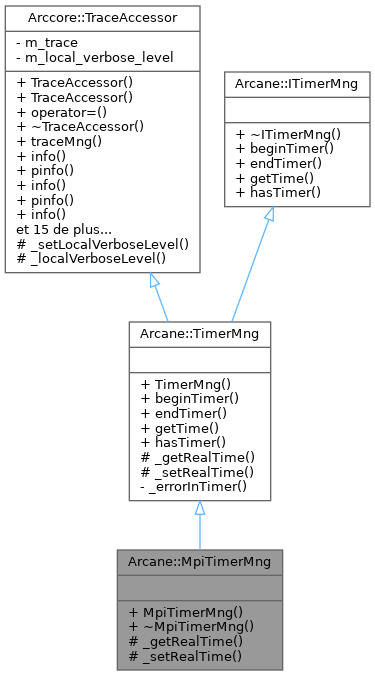 Arccore::TraceAccessor
- m_trace
- m_local_verbose_level
+ TraceAccessor()
+ TraceAccessor()
+ operator=()
+ ~TraceAccessor()
+ traceMng()
+ info()
+ pinfo()
+ info()
+ pinfo()
+ info()
et 15 de plus...
# _setLocalVerboseLevel()
# _localVerboseLevel()
Arcane::ITimerMng
+ ~ITimerMng()
+ beginTimer()
+ endTimer()
+ getTime()
+ hasTimer()
Arcane::TimerMng
+ TimerMng()
+ beginTimer()
+ endTimer()
+ getTime()
+ hasTimer()
# _getRealTime()
# _setRealTime()
- _errorInTimer()
Arcane::MpiTimerMng
+ MpiTimerMng()
+ ~MpiTimerMng()
# _getRealTime()
# _setRealTime()